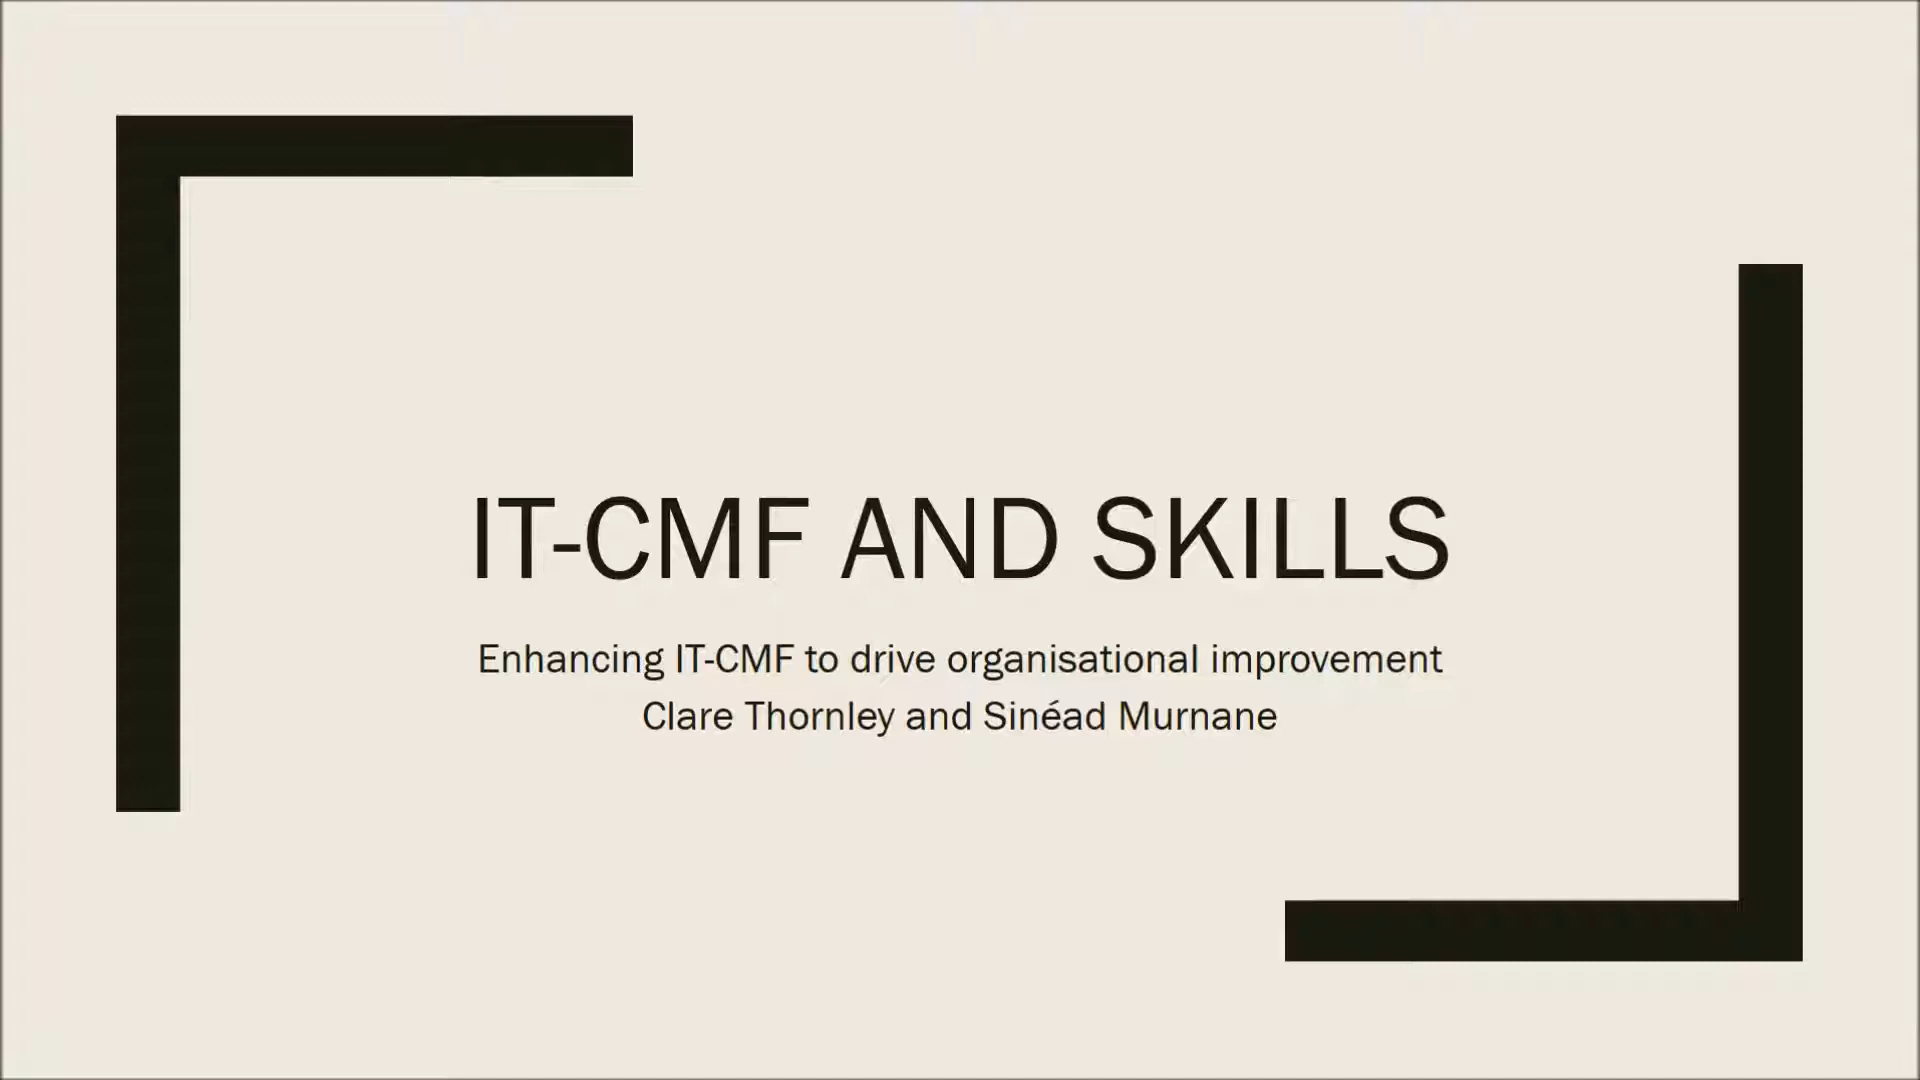 IT-CMF AND SKILLS
Enhancing IT-CMF to drive organisational improvement
Clare Thornley and Sinéad Murnane